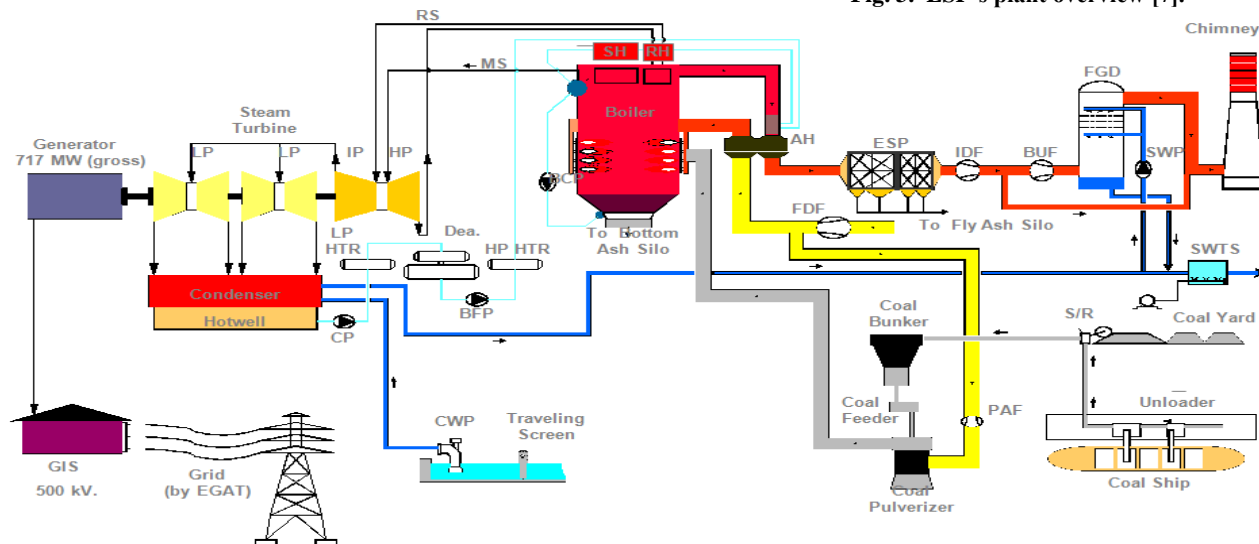 Fig. 3. ESP's plant overview [7].
RS
Chimney
SH
RH
MS
FGD
Steam
Turbine
Boiler
Generator
717 MW (gross)
LP
LP
IP
HP
AH
ESP
IDF
BUF
SWP
BCP
FDF
To Fly Ash Silo
To Bottom
Ash Silo
LP
HTR
Dea.
HP HTR
SWTS
Condenser
Hotwell
CP
BFP
Coal
Bunker
S/R
Coal Yard
Coal
Feeder
PAF
Unloader
CWP
Traveling
Screen
GIS
500 kV.
Grid
(by EGAT)
Coal
Pulverizer
Coal Ship